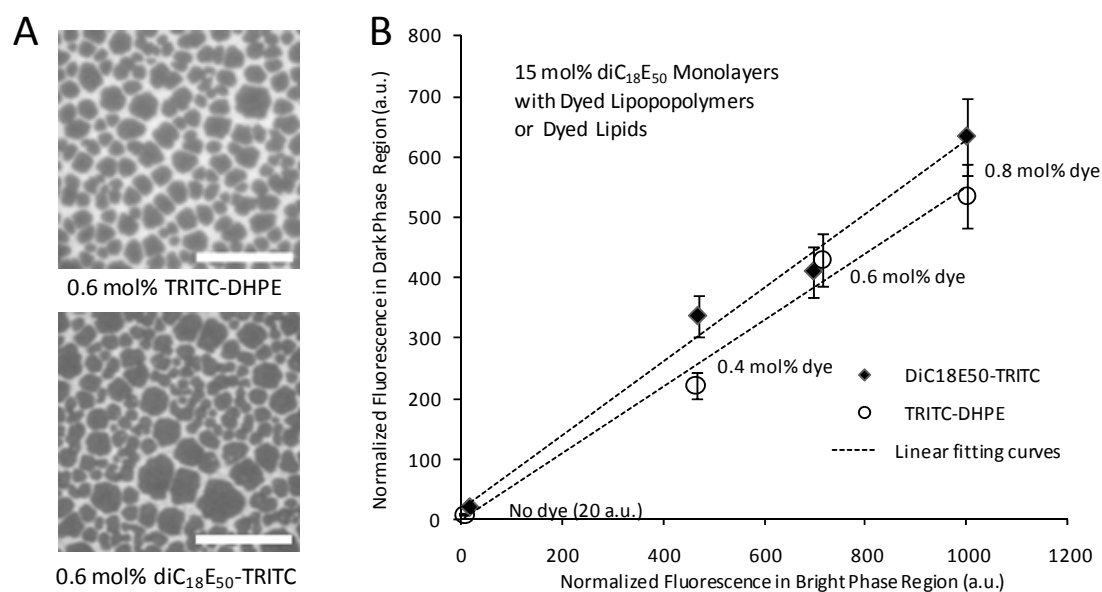 A
0.6 mol% TRITC-DHPE
0.6 mol% diC₁₈E₅₀-TRITC
B
Normalized Fluorescence in Dark Phase Region (a.u.)
800
700
600
500
400
300
200
100
0
15 mol% diC₁₈E₅₀ Monolayers
with Dyed Lipopopolymers
or Dyed Lipids
0.8 mol% dye
0.6 mol% dye
0.4 mol% dye
No dye (20 a.u.)
DiC18E50-TRITC
TRITC-DHPE
Linear fitting curves
0 200 400 600 800 1000 1200
Normalized Fluorescence in Bright Phase Region (a.u.)